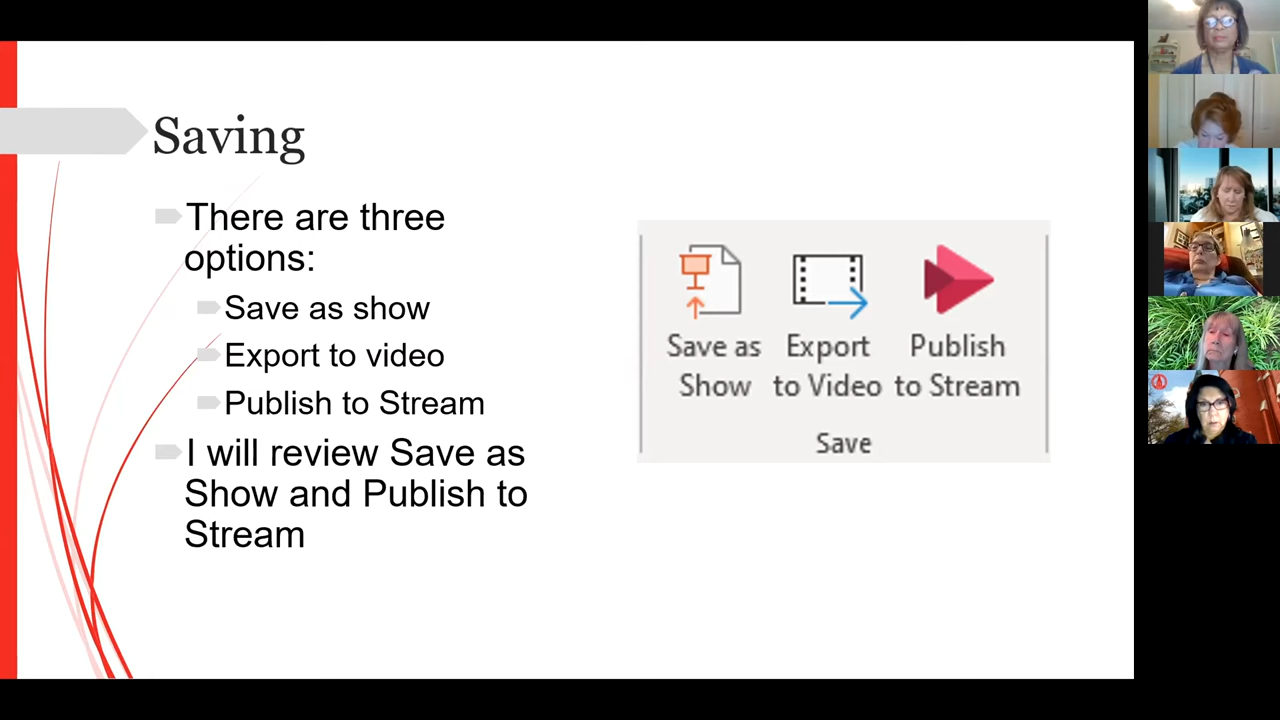 Saving
There are three
options:
Save as show
Export to video
Publish to Stream
I will review Save as
Show and Publish to
Stream
Save as
Show
Export
to Video
Publish
to Stream
Save